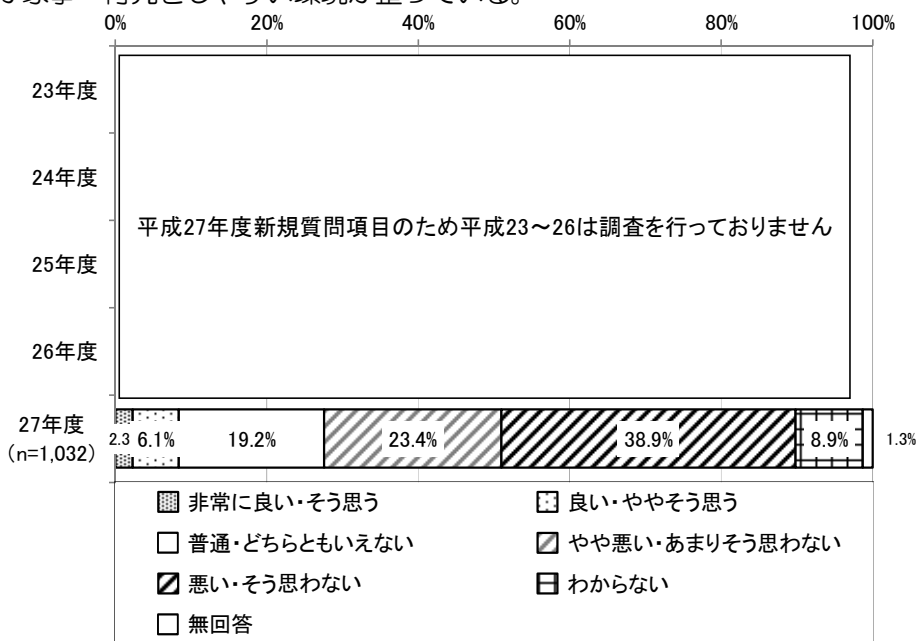 0% 20% 40% 60% 80% 100%
23年度
24年度
平成27年度新規質問項目のため平成23～26は調査を行っておりません
25年度
26年度
27年度
（n=1,032）
2.3 6.1% 19.2% 23.4% 38.9% 8.9% 1.3%
非常に良い・そう思う 良い・ややそう思う
普通・どちらともいえない やや悪い・あまりそう思わない
悪い・そう思わない わからない
無回答